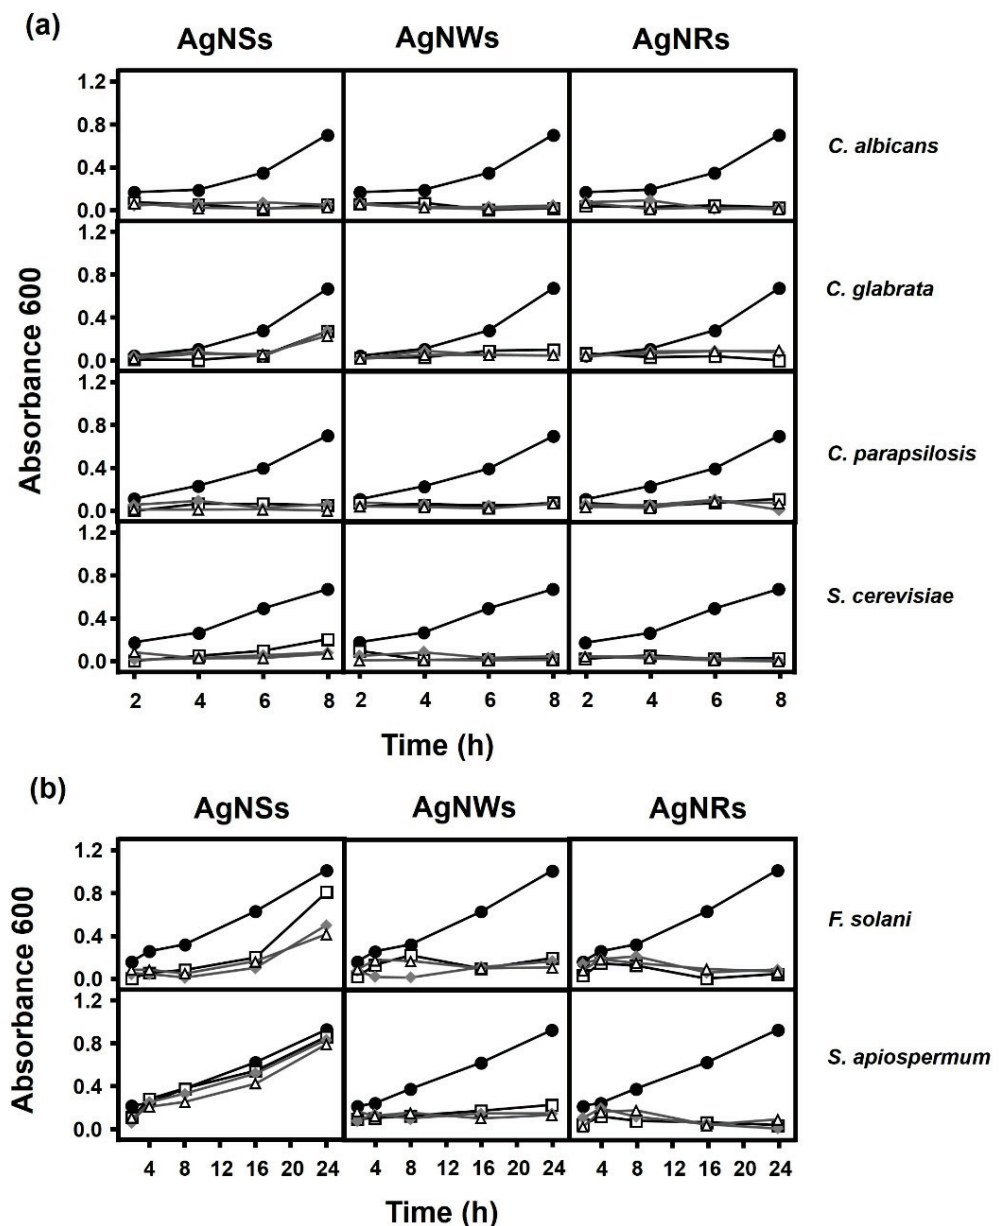 (a)
AgNSs AgNWs AgNRs
1.2
0.8
0.4
0.0
C. albicans
1.2
0.8
0.4
0.0
C. glabrata
Absorbance 600
1.2
0.8
0.4
0.0
C. parapsilosis
1.2
0.8
0.4
0.0
S. cerevisiae
2 4 6 8 2 4 6 8 2 4 6 8
Time (h)
(b)
AgNSs AgNWs AgNRs
1.2
0.8
0.4
0.0
F. solani
Absorbance 600
1.2
0.8
0.4
0.0
S. apiospermum
4 8 12 16 20 24 4 8 12 16 20 24 4 8 12 16 20 24
Time (h)